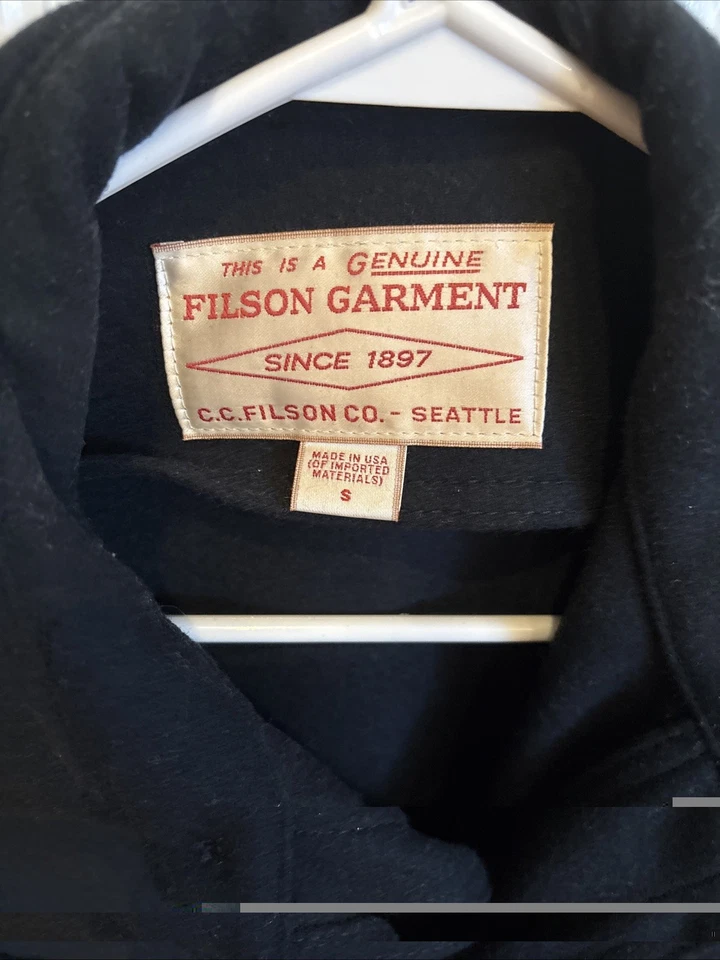 THIS IS A GENUINE
FILSON GARMENT
SINCE 1897
C.C.FILSON CO.- SEATTLE
MADE IN USA
(OF IMPORTED
MATERIALS)
S